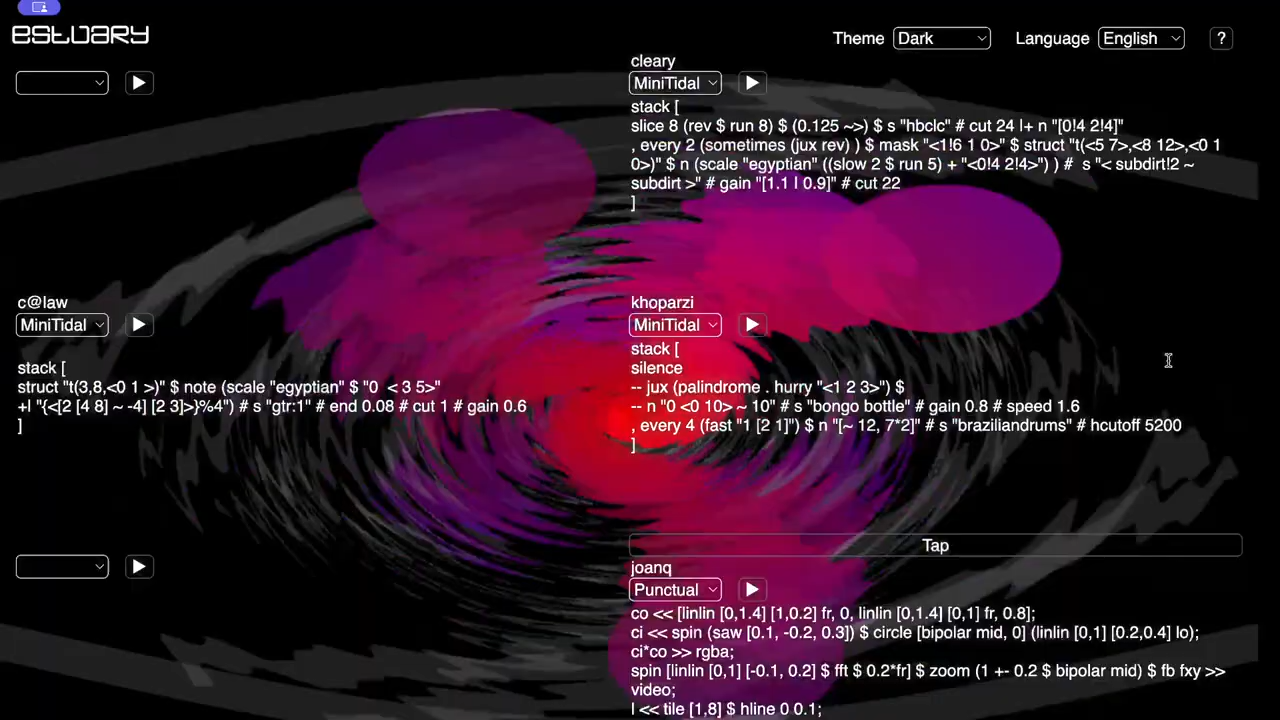 estuary
Theme Dark Language English ?
cleary
MiniTidal
stack [
slice 8 (rev $ run 8) $ (0.125 ~>) $ s "hbclc" # cut 24 |+ n "[0!4 2!4]"
, every 2 (sometimes (jux rev) ) $ mask "<1!6 1 0>" $ struct "t(<5 7>,<8 12>,<0 1
0>)" $ n (scale "egyptian" ((slow 2 $ run 5) + "<0!4 2!4>") ) # s "< subdirt!2 ~
subdirt >" # gain "[1.1 | 0.9]" # cut 22
]
c@law
MiniTidal
stack [
struct "t(3,8,<0 1 >)" $ note (scale "egyptian" $ "0 < 3 5>"
+| "{<[2 [4 8] ~ -4] [2 3]>}%4") # s "gtr:1" # end 0.08 # cut 1 # gain 0.6
]
khoparzi
MiniTidal
stack [
silence
-- jux (palindrome . hurry "<1 2 3>") $
-- n "0 <0 10> ~ 10" # s "bongo bottle" # gain 0.8 # speed 1.6
, every 4 (fast "1 [2 1]") $ n "[~ 12, 7*2]" # s "braziliandrums" # hcutoff 5200
]
Tap
joanq
Punctual
co << [linlin [0,1.4] [1,0.2] fr, 0, linlin [0,1.4] [0,1] fr, 0.8];
ci << spin (saw [0.1, -0.2, 0.3]) $ circle [bipolar mid, 0] (linlin [0,1] [0.2,0.4] lo);
ci*co >> rgba;
spin [linlin [0,1] [-0.1, 0.2] $ fft $ 0.2*fr] $ zoom (1 +- 0.2 $ bipolar mid) $ fb fxy >>
video;
l << tile [1,8] $ hline 0 0.1;